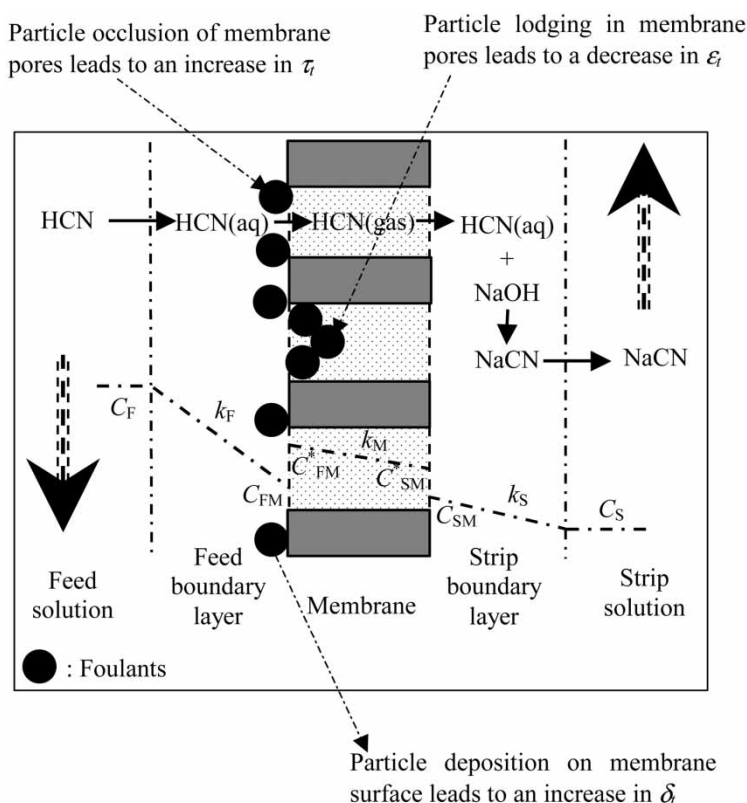 Particle occlusion of membrane
pores leads to an increase in τt
Particle lodging in membrane
pores leads to a decrease in εt
HCN
HCN(aq)
HCN(gas)
HCN(aq)
+
NaOH
NaCN
NaCN
CF
kF
CFM
C*FM
kM
C*SM
CSM
kS
CS
Feed
solution
Feed
boundary
layer
Membrane
Strip
boundary
layer
Strip
solution
: Foulants
Particle deposition on membrane
surface leads to an increase in δt